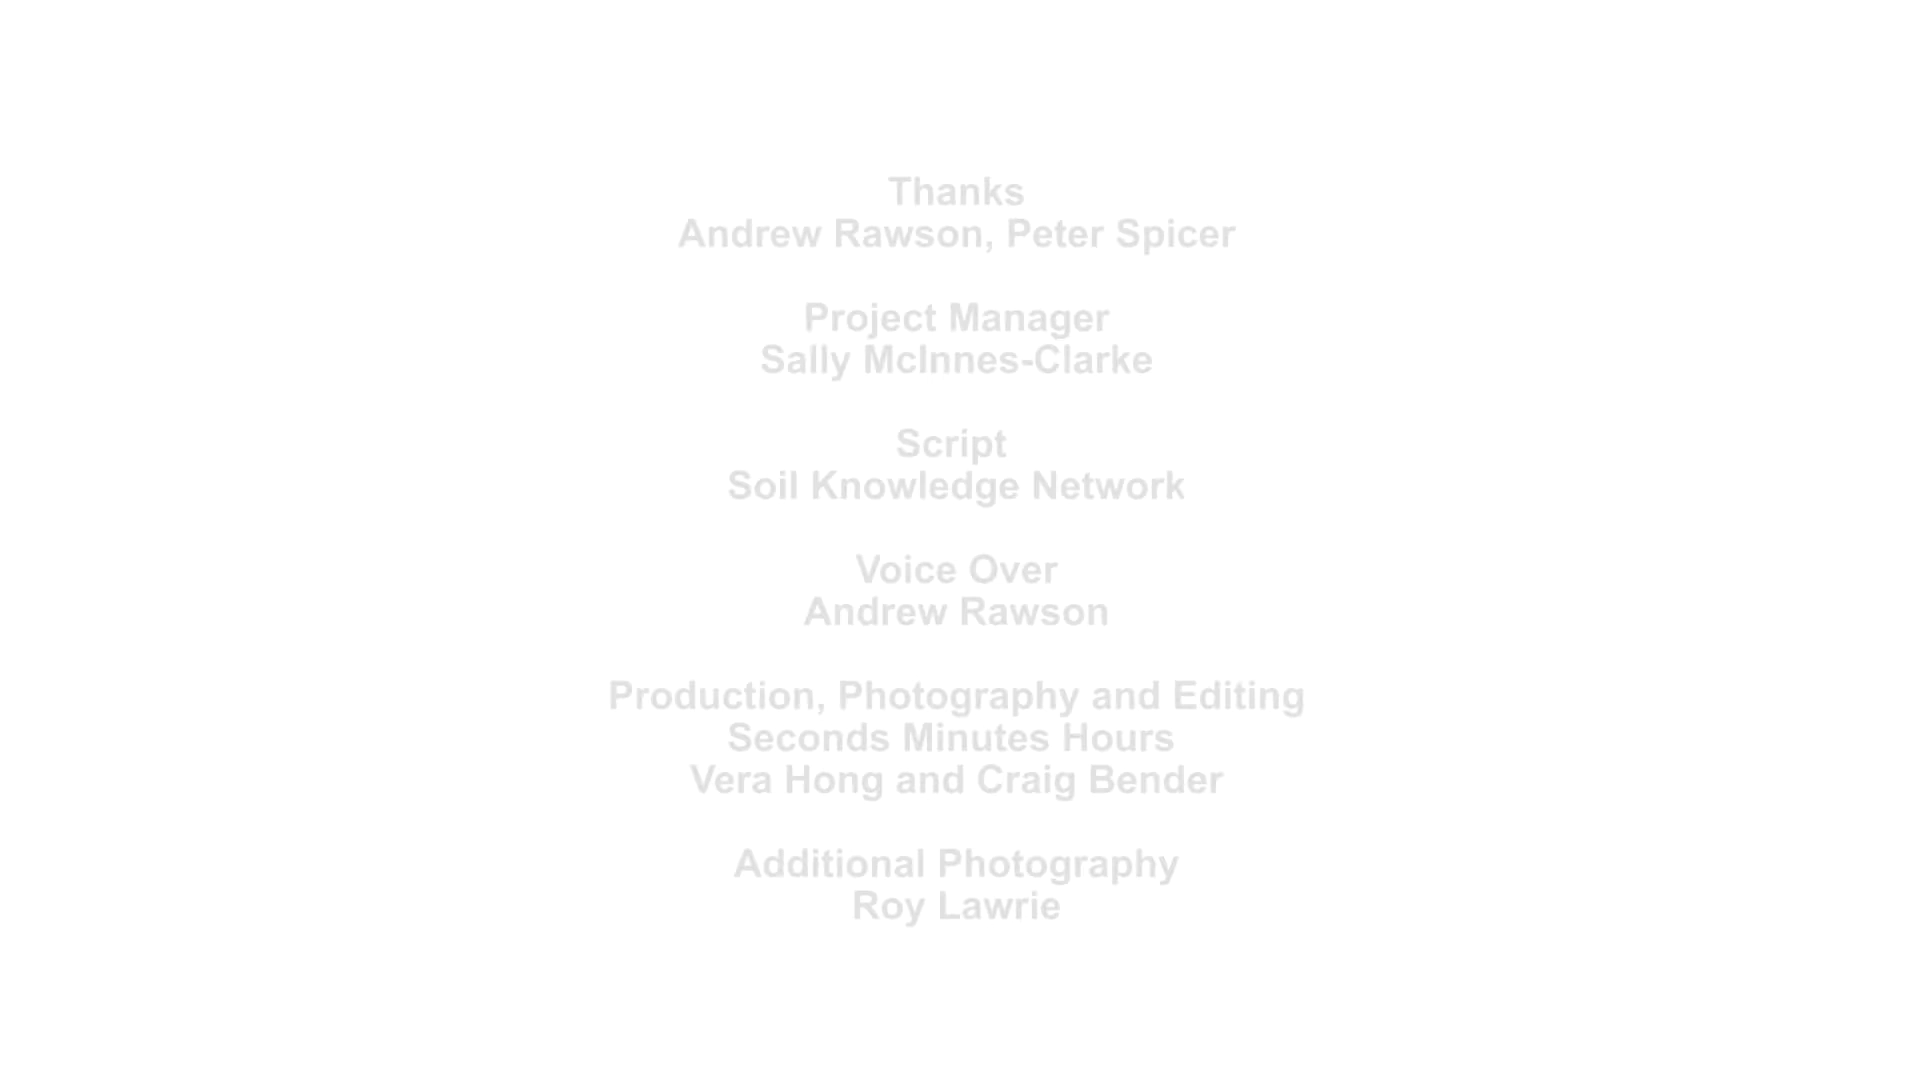 Thanks
Andrew Rawson, Peter Spicer
Project Manager
Sally McInnes-Clarke
Script
Soil Knowledge Network
Voice Over
Andrew Rawson
Production, Photography and Editing
Seconds Minutes Hours
Vera Hong and Craig Bender
Additional Photography
Roy Lawrie